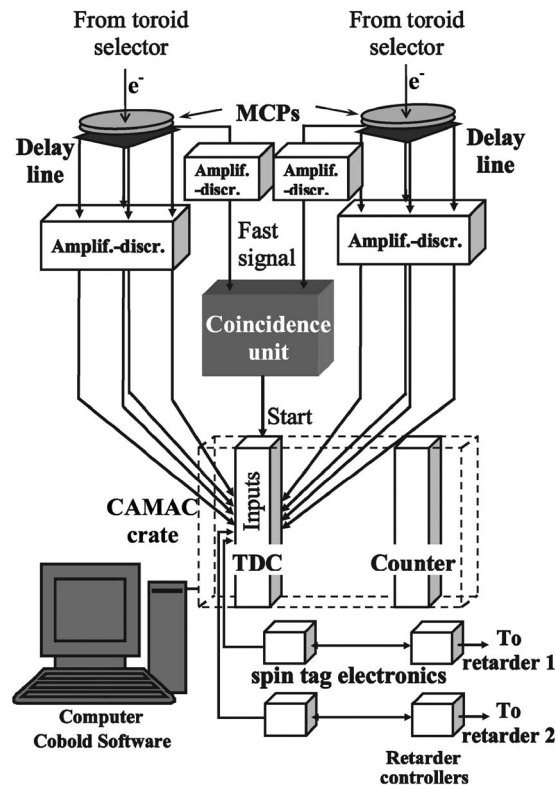 From toroid
selector
From toroid
selector
e-
e-
MCPs
Delay
line
Delay
line
Amplif.
-discr.
Amplif.
-discr.
Amplif.-discr.
Amplif.-discr.
Fast
signal
Coincidence
unit
Start
Inputs
CAMAC
crate
TDC
Counter
To
retarder 1
spin tag electronics
To
retarder 2
Computer
Cobold Software
Retarder
controllers